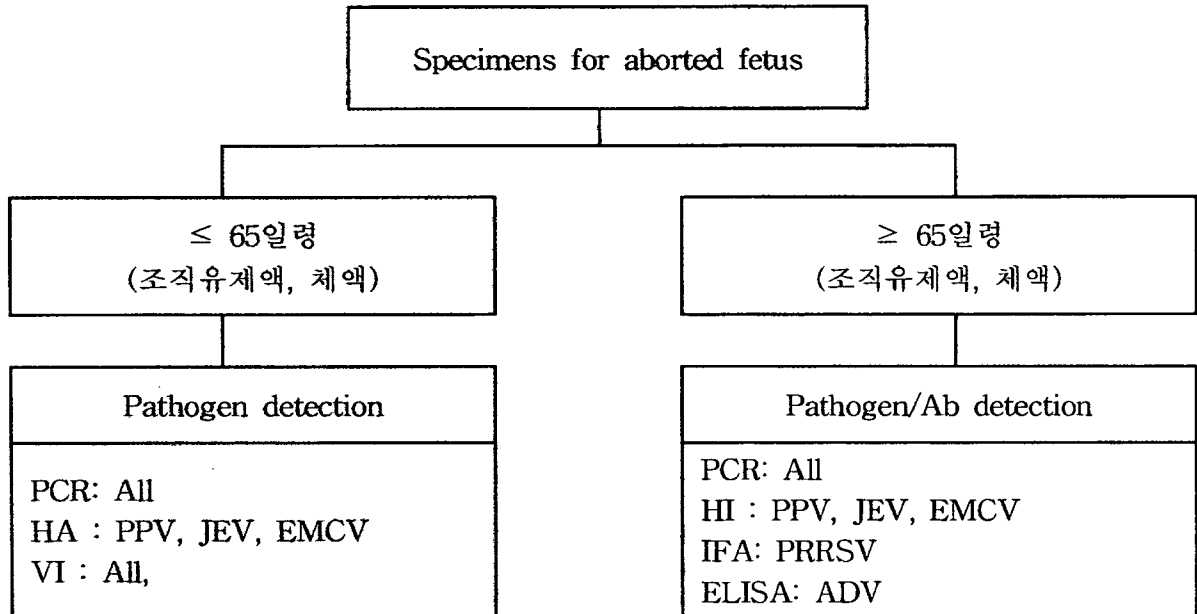 Specimens for aborted fetus
≤ 65일령
(조직유제액, 체액)
Pathogen detection
PCR: All
HA : PPV, JEV, EMCV
VI : All,
≥ 65일령
(조직유제액, 체액)
Pathogen/Ab detection
PCR: All
HI : PPV, JEV, EMCV
IFA: PRRSV
ELISA: ADV